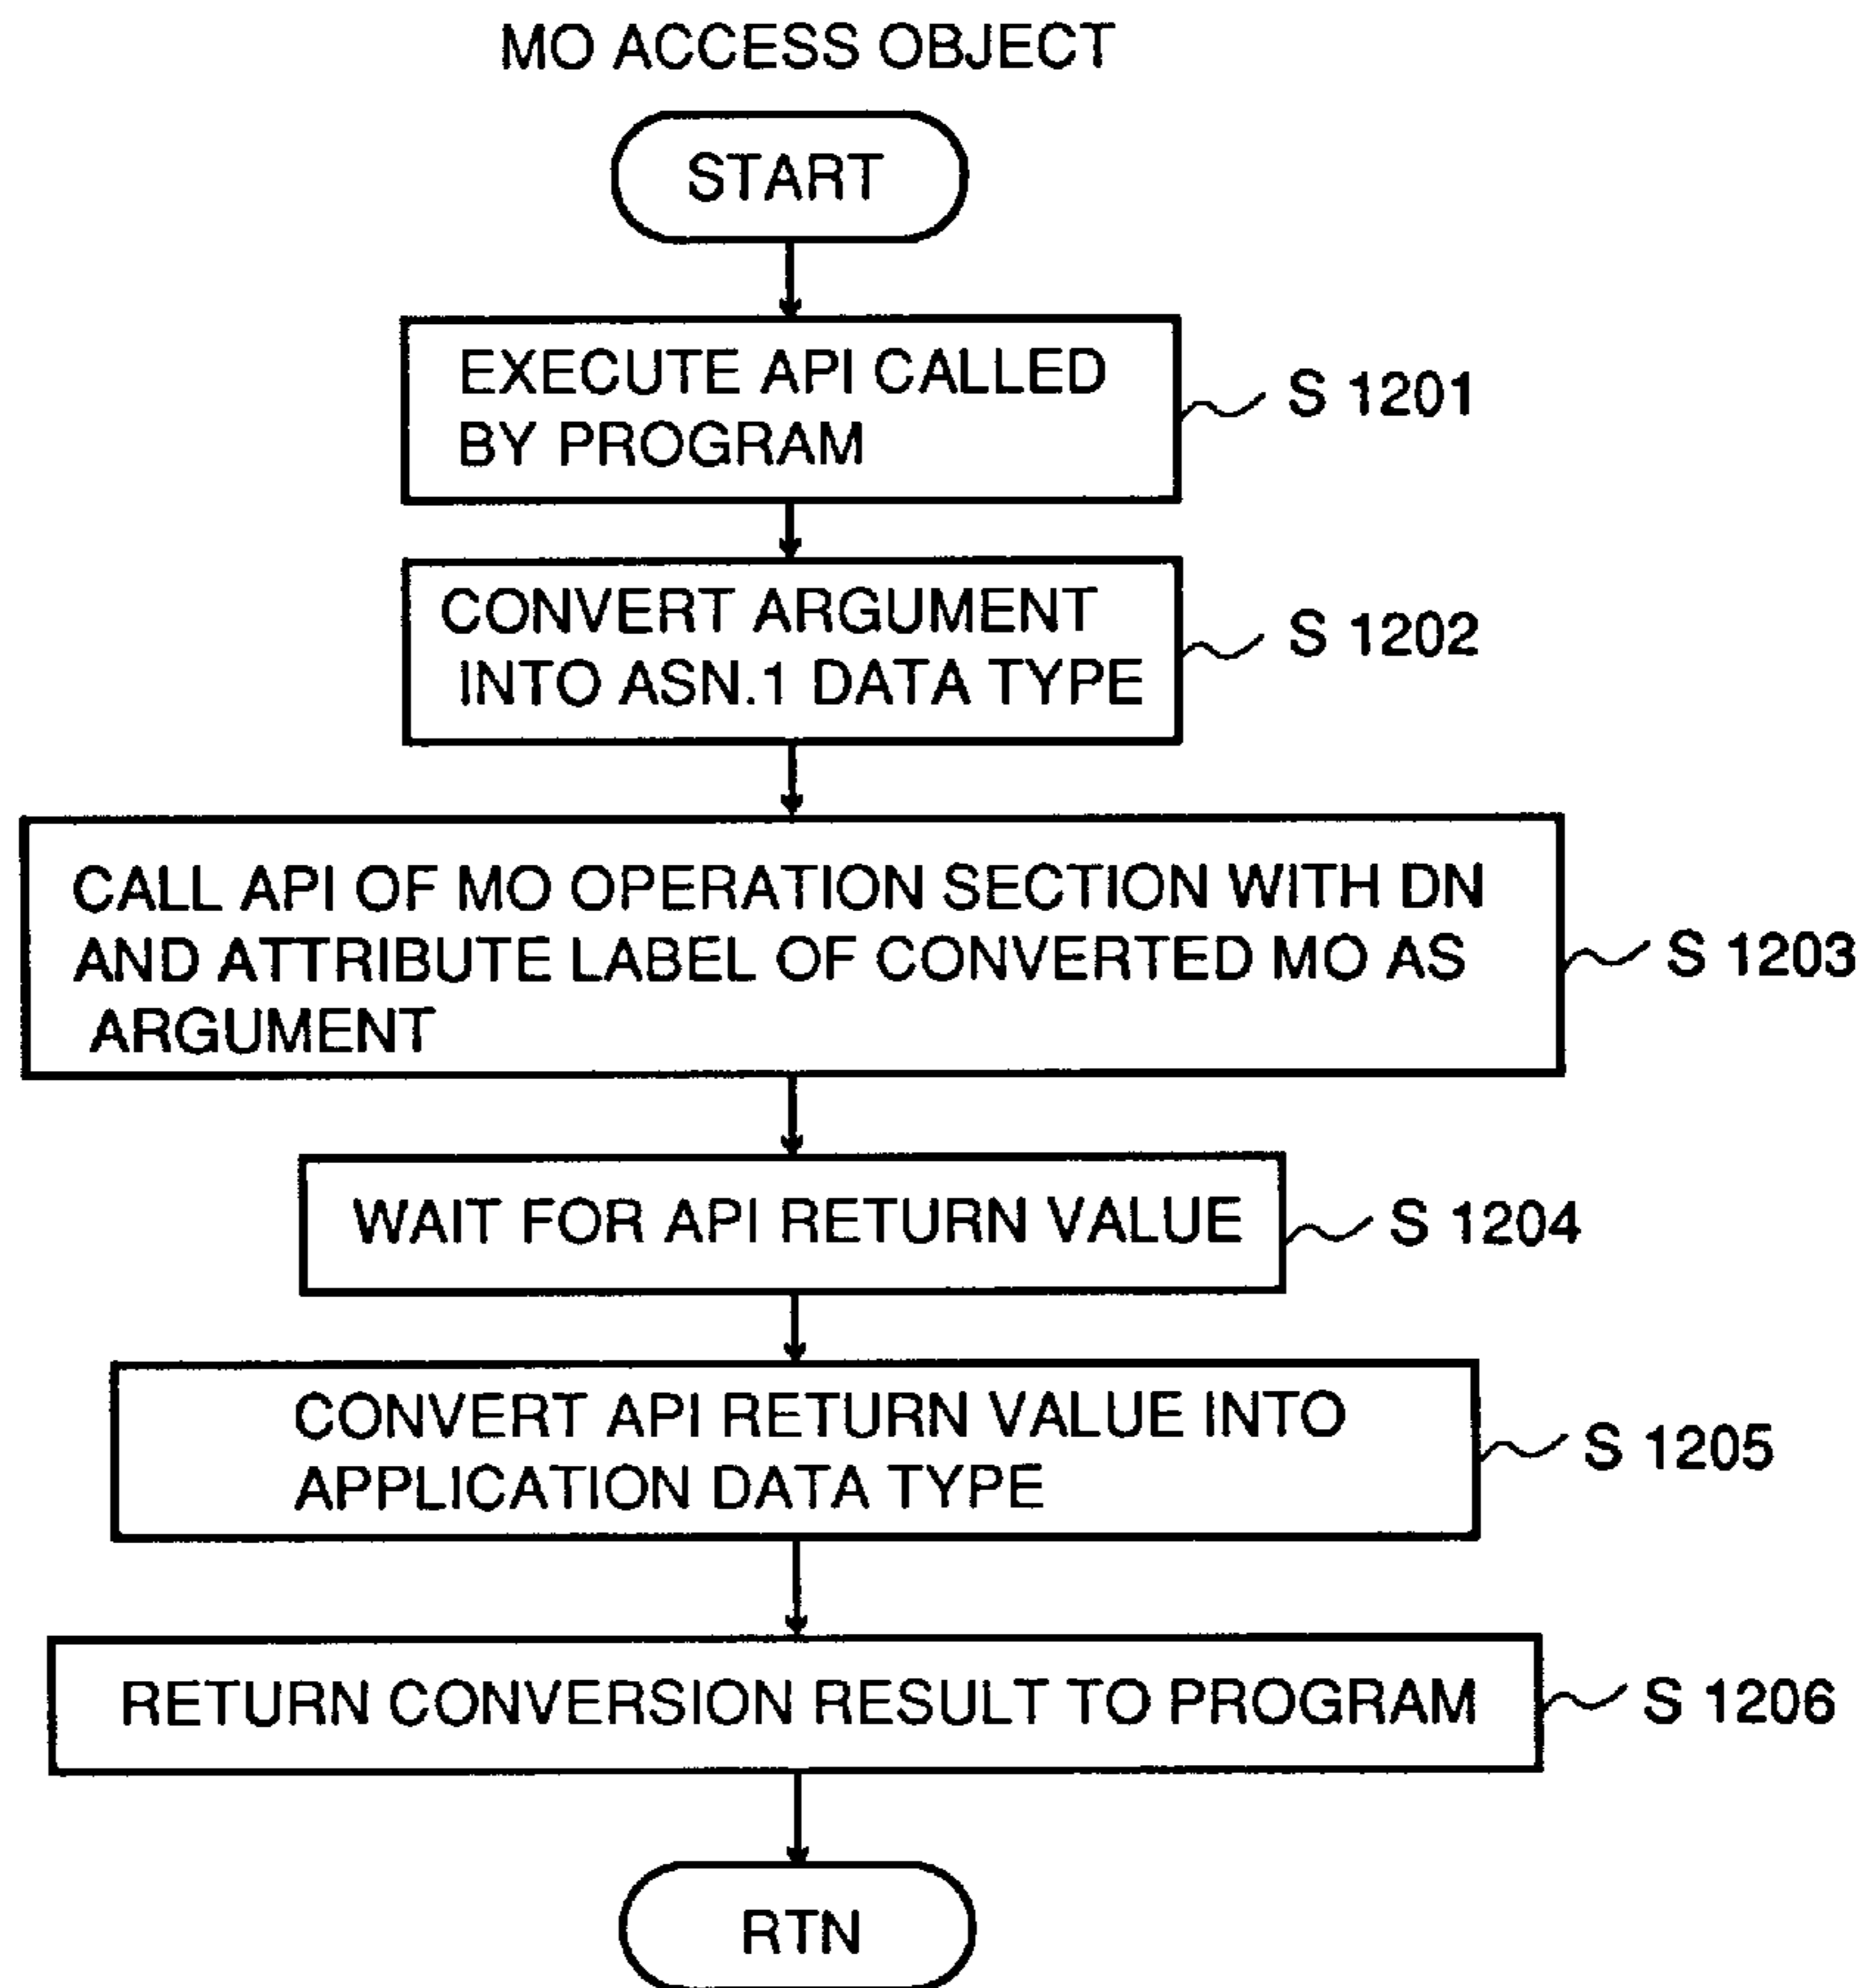 MO ACCESS OBJECT
START
EXECUTE API CALLED
BY PROGRAM
S 1201
CONVERT ARGUMENT
INTO ASN.1 DATA TYPE
S 1202
CALL API OF MO OPERATION SECTION WITH DN
AND ATTRIBUTE LABEL OF CONVERTED MO AS
ARGUMENT
S 1203
WAIT FOR API RETURN VALUE
S 1204
CONVERT API RETURN VALUE INTO
APPLICATION DATA TYPE
S 1205
RETURN CONVERSION RESULT TO PROGRAM
S 1206
RTN